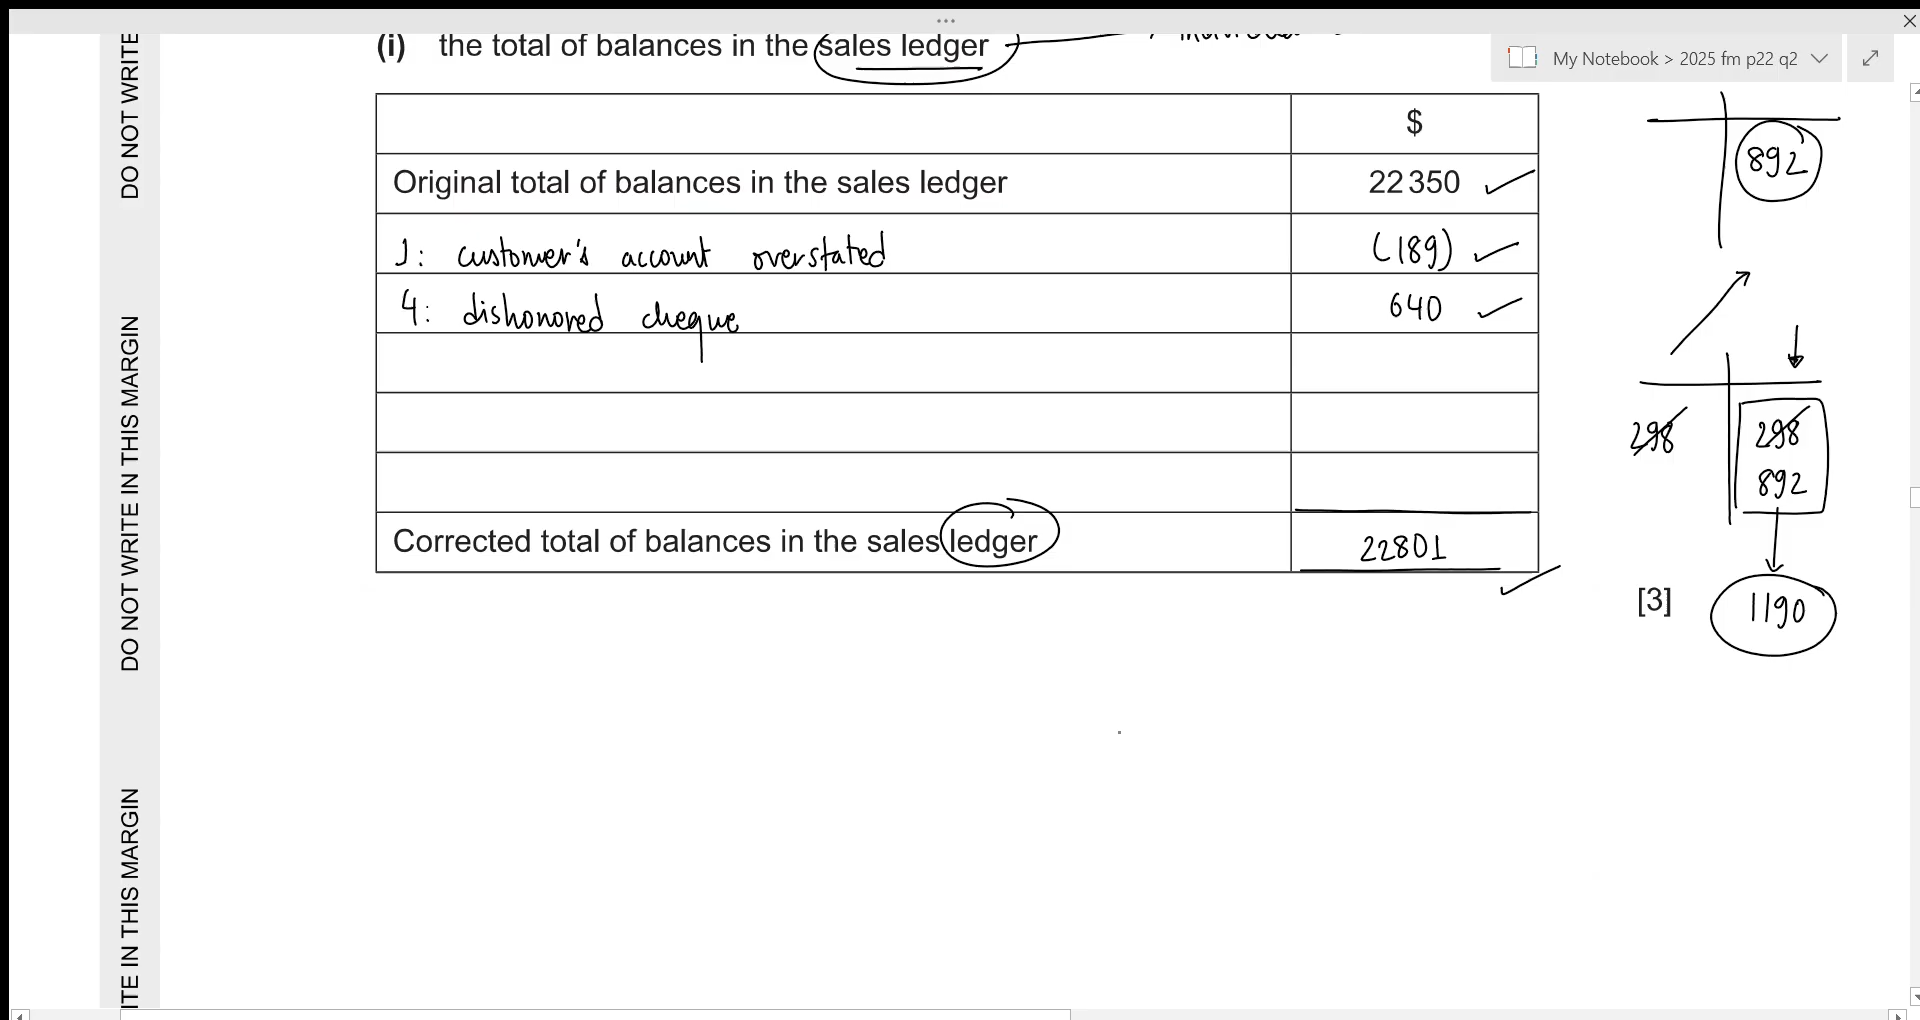 (i) the total of balances in the sales ledger
My Notebook > 2025 fm p22 q2
$
Original total of balances in the sales ledger 22 350
1: customer's account overstated (189)
4: dishonored cheque 640
Corrected total of balances in the sales ledger 22801
[3]
892
298 298
892
1190
DO NOT WRITE
DO NOT WRITE IN THIS MARGIN
ITE IN THIS MARGIN